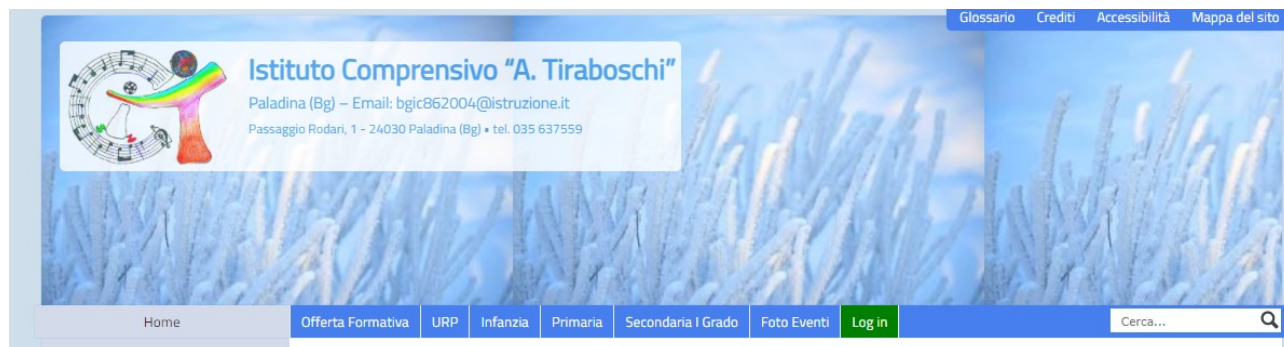 Glossario Crediti Accessibilità Mappa del sito
Istituto Comprensivo “A. Tiraboschi”
Paladina (Bg) – Email: bgic862004@istruzione.it
Passaggio Rodari, 1 - 24030 Paladina (Bg) • tel. 035 637559
Home Offerta Formativa URP Infanzia Primaria Secondaria I Grado Foto Eventi Log in Cerca...